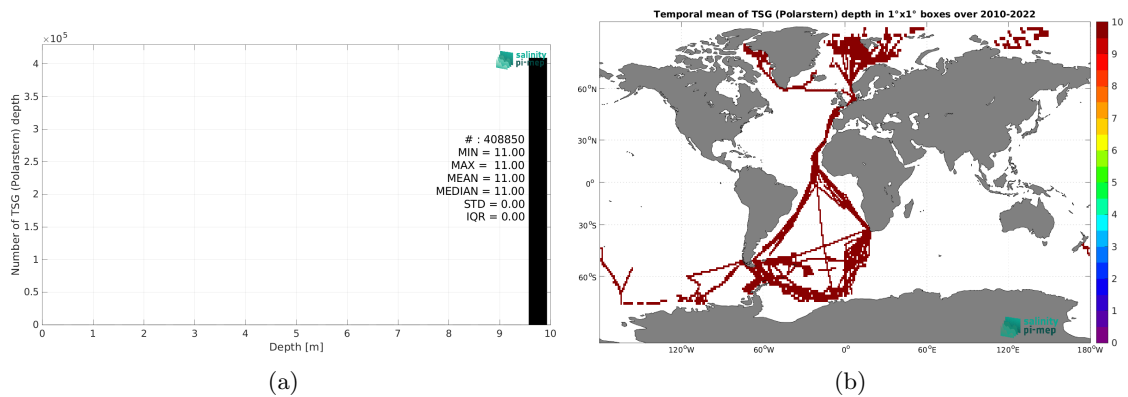 Temporal mean of TSG (Polarstern) depth in 1°x1° boxes over 2010-2022
x 10⁵
salinity
pi-mep
Number of TSG (Polarstern) depth
4
3.5
3
2.5
2
1.5
1
0.5
0
# : 408850
MIN = 11.00
MAX = 11.00
MEAN = 11.00
MEDIAN = 11.00
STD = 0.00
IQR = 0.00
0 1 2 3 4 5 6 7 8 9 10
Depth [m]
(a)
60°N
30°N
0°
30°S
60°S
120°W 60°W 0° 60°E 120°E 180°W
salinity
pi-mep
10
9
8
7
6
5
4
3
2
1
0
(b)